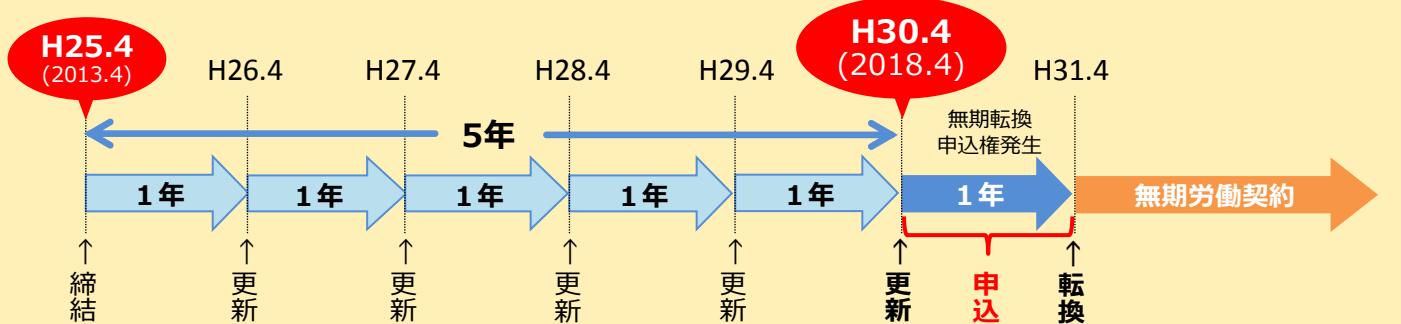 H25.4
(2013.4)
H26.4
H27.4
H28.4
H29.4
H30.4
(2018.4)
H31.4
5年
無期転換
申込権発生
1年
1年
1年
1年
1年
1年
無期労働契約
↑締結
↑更新
↑更新
↑更新
↑更新
↑更新
申込
↑転換